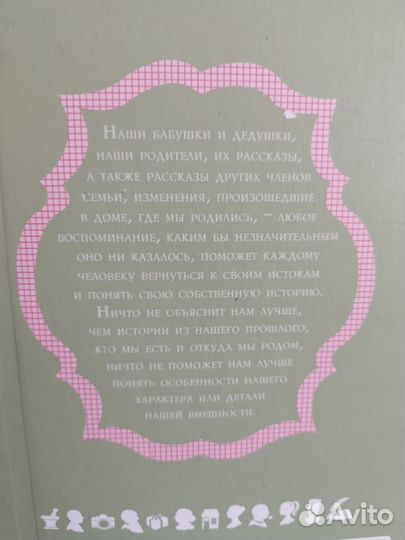 Наши бабушки и дедушки,
наши родители, их рассказы,
а также рассказы других членов
семьи, изменения, произошедшие
в доме, где мы родились, – любое
воспоминание, каким бы незначительным
оно ни казалось, поможет каждому
человеку вернуться к своим истокам
и понять свою собственную историю.
Ничто не объяснит нам лучше,
чем истории из нашего прошлого,
кто мы есть и откуда мы родом,
ничто не поможет нам лучше
понять особенности нашего
характера или детали
нашей внешности.
Avito